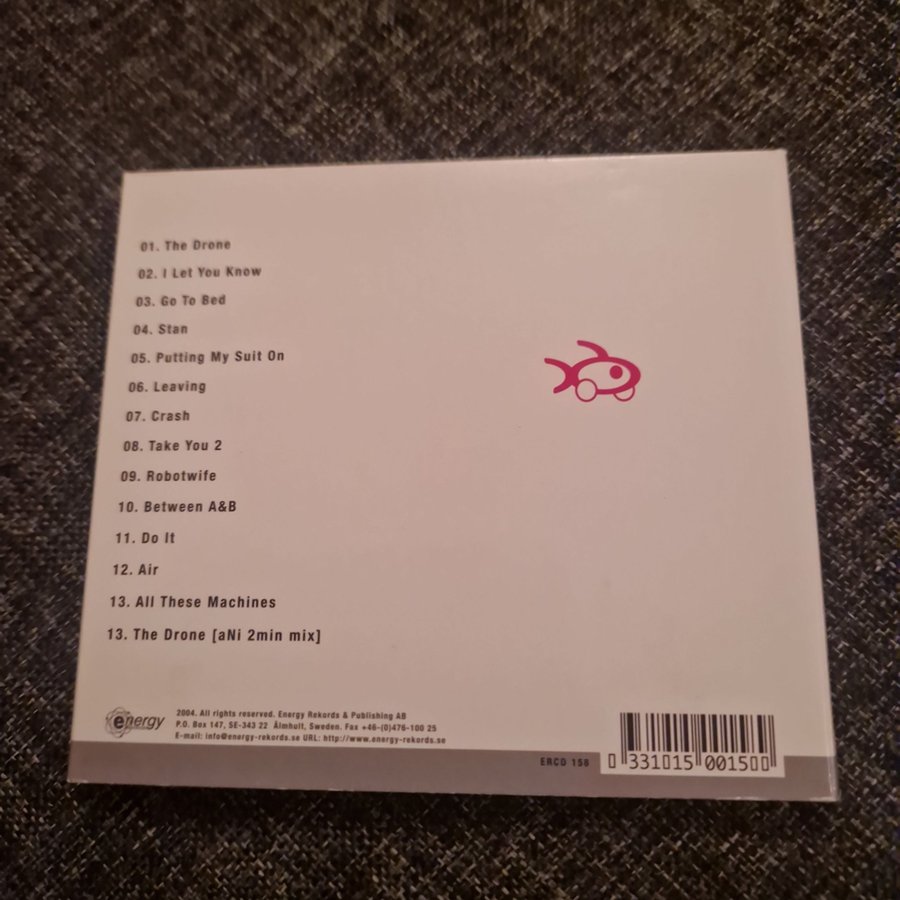 01. The Drone
02. I Let You Know
03. Go To Bed
04. Stan
05. Putting My Suit On
06. Leaving
07. Crash
08. Take You 2
09. Robotwife
10. Between A&B
11. Do It
12. Air
13. All These Machines
13. The Drone [aNi 2min mix]
energy
2004. All rights reserved. Energy Rekords & Publishing AB
P.O. Box 147, SE-343 22 Älmhult, Sweden. Fax +46-(0)476-100 25
E-mail: info@energy-rekords.se URL: http://www.energy-rekords.se
ERCD 158
0 331015 001500